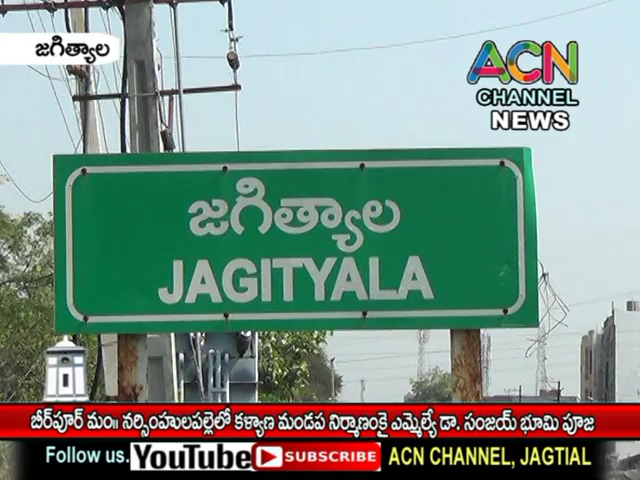 జగిత్యాల
ACN
CHANNEL
NEWS
జగిత్యాల
JAGITYALA
బీర్‌పూర్ మం॥ నర్సింహులపల్లెలో కళ్యాణ మండప నిర్మాణంకై ఎమ్మెల్యే డా. సంజయ్ భూమి పూజ
Follow us. YouTube SUBSCRIBE ACN CHANNEL, JAGTIAL